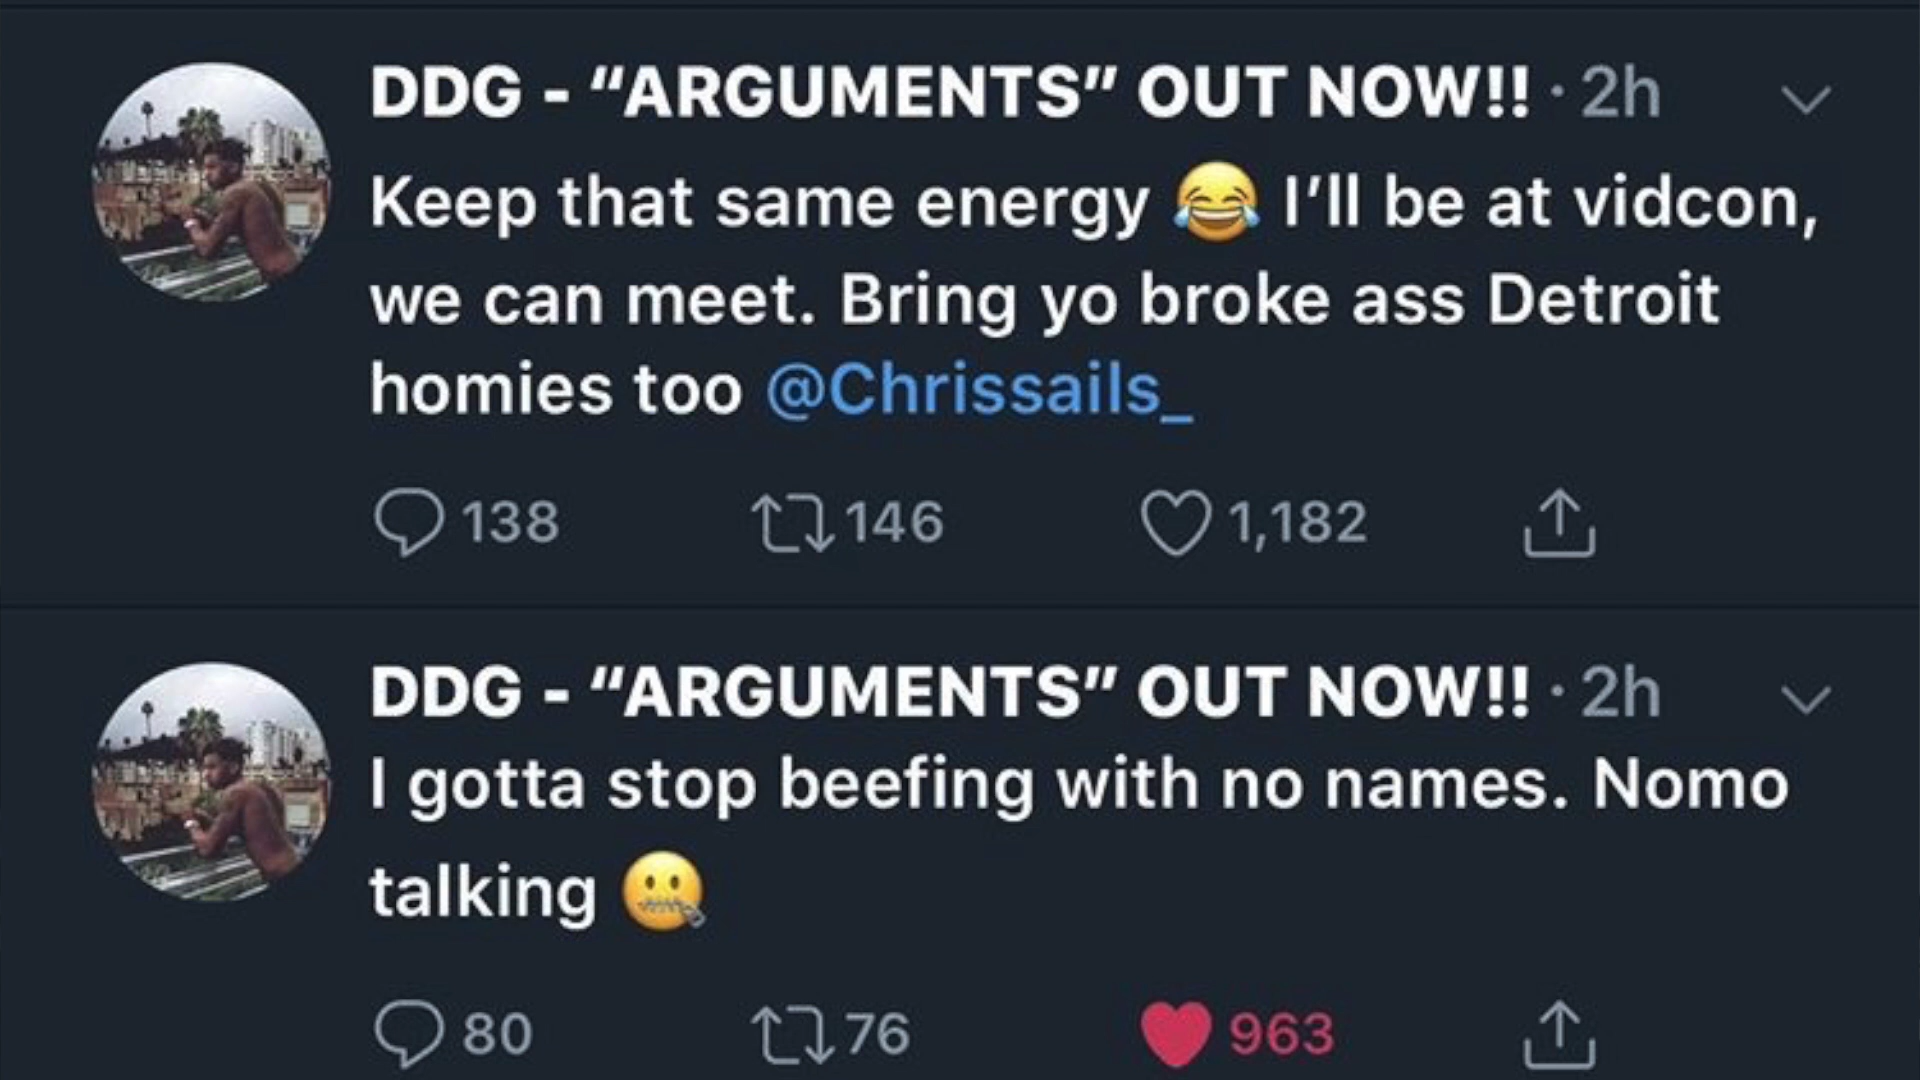 DDG - “ARGUMENTS” OUT NOW!! · 2h
Keep that same energy 😂 I’ll be at vidcon,
we can meet. Bring yo broke ass Detroit
homies too @Chrissails_
138 146 1,182
DDG - “ARGUMENTS” OUT NOW!! · 2h
I gotta stop beefing with no names. Nomo
talking 🤐
80 76 963